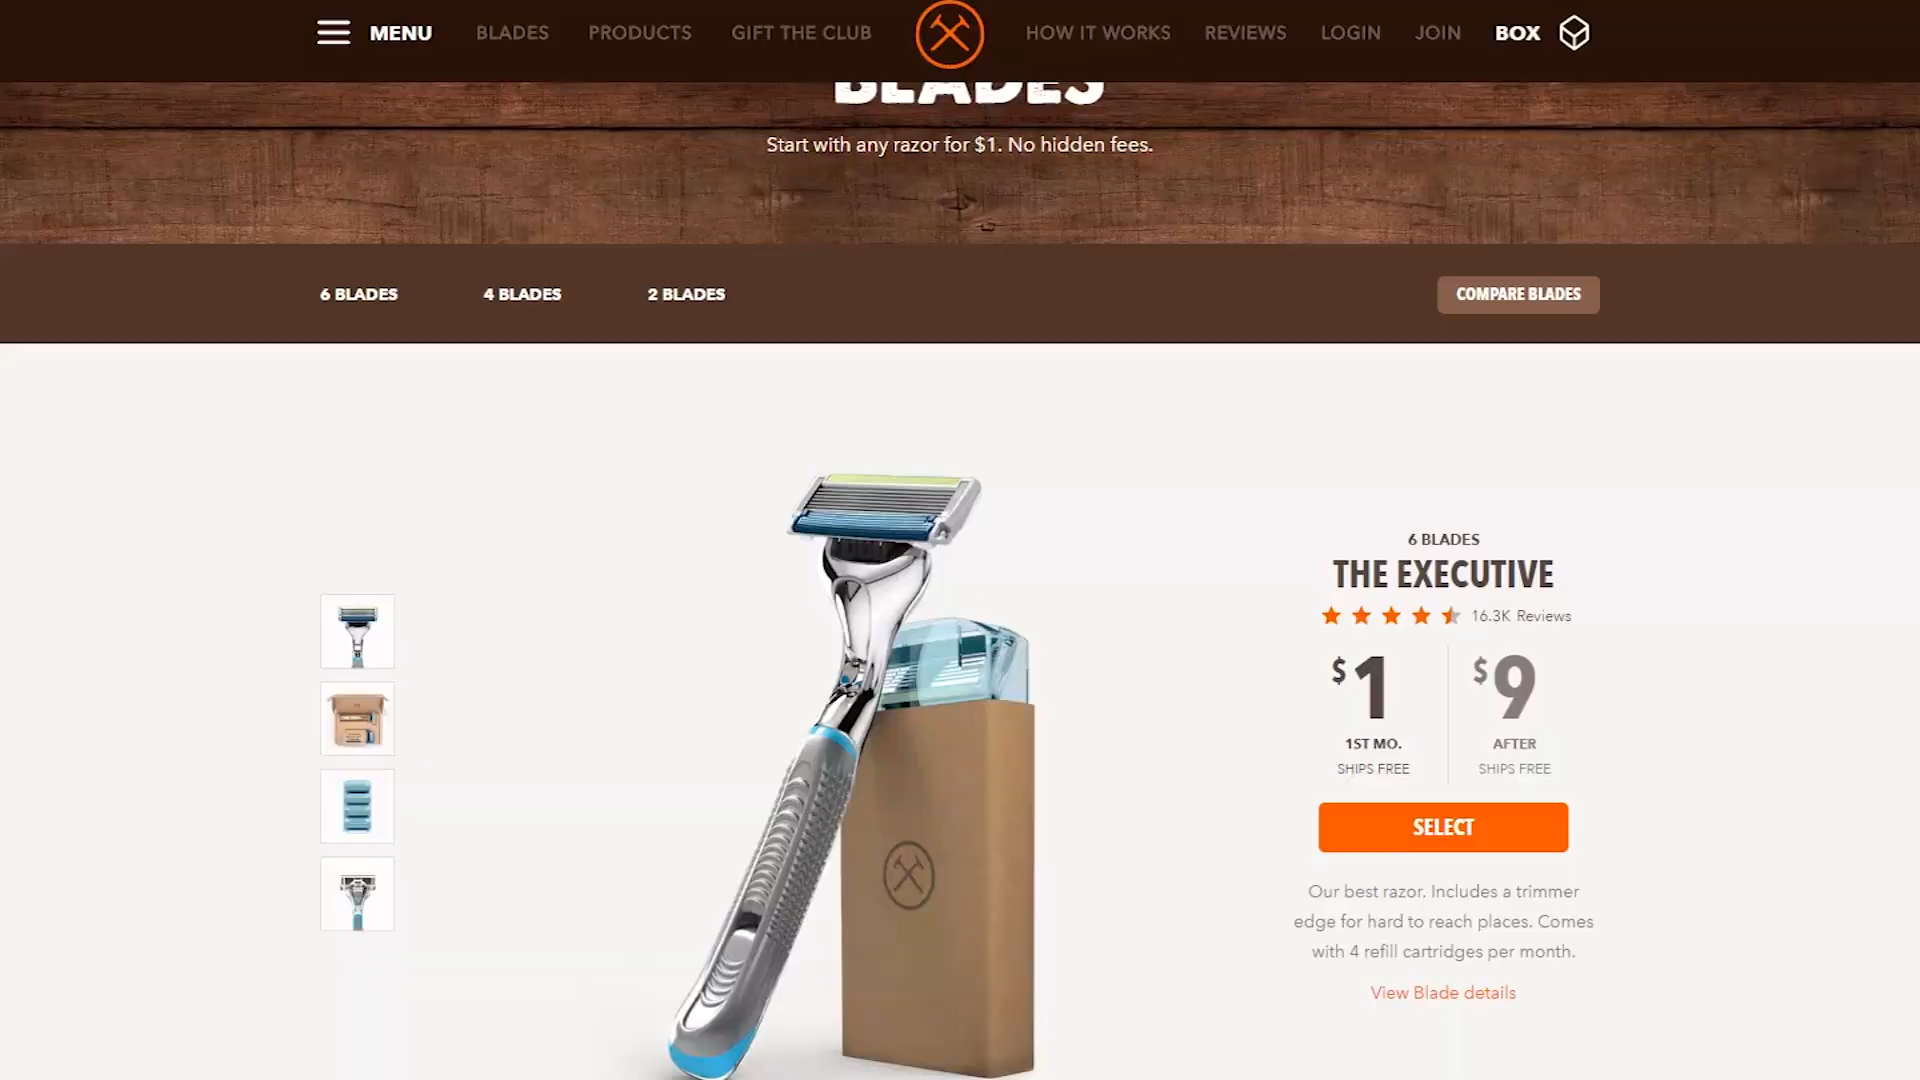 MENU
BLADES
PRODUCTS
GIFT THE CLUB
HOW IT WORKS
REVIEWS
LOGIN
JOIN
BOX
BLADES
Start with any razor for $1. No hidden fees.
6 BLADES
4 BLADES
2 BLADES
COMPARE BLADES
6 BLADES
THE EXECUTIVE
16.3K Reviews
$1
$9
1ST MO.
AFTER
SHIPS FREE
SHIPS FREE
SELECT
Our best razor. Includes a trimmer
edge for hard to reach places. Comes
with 4 refill cartridges per month.
View Blade details